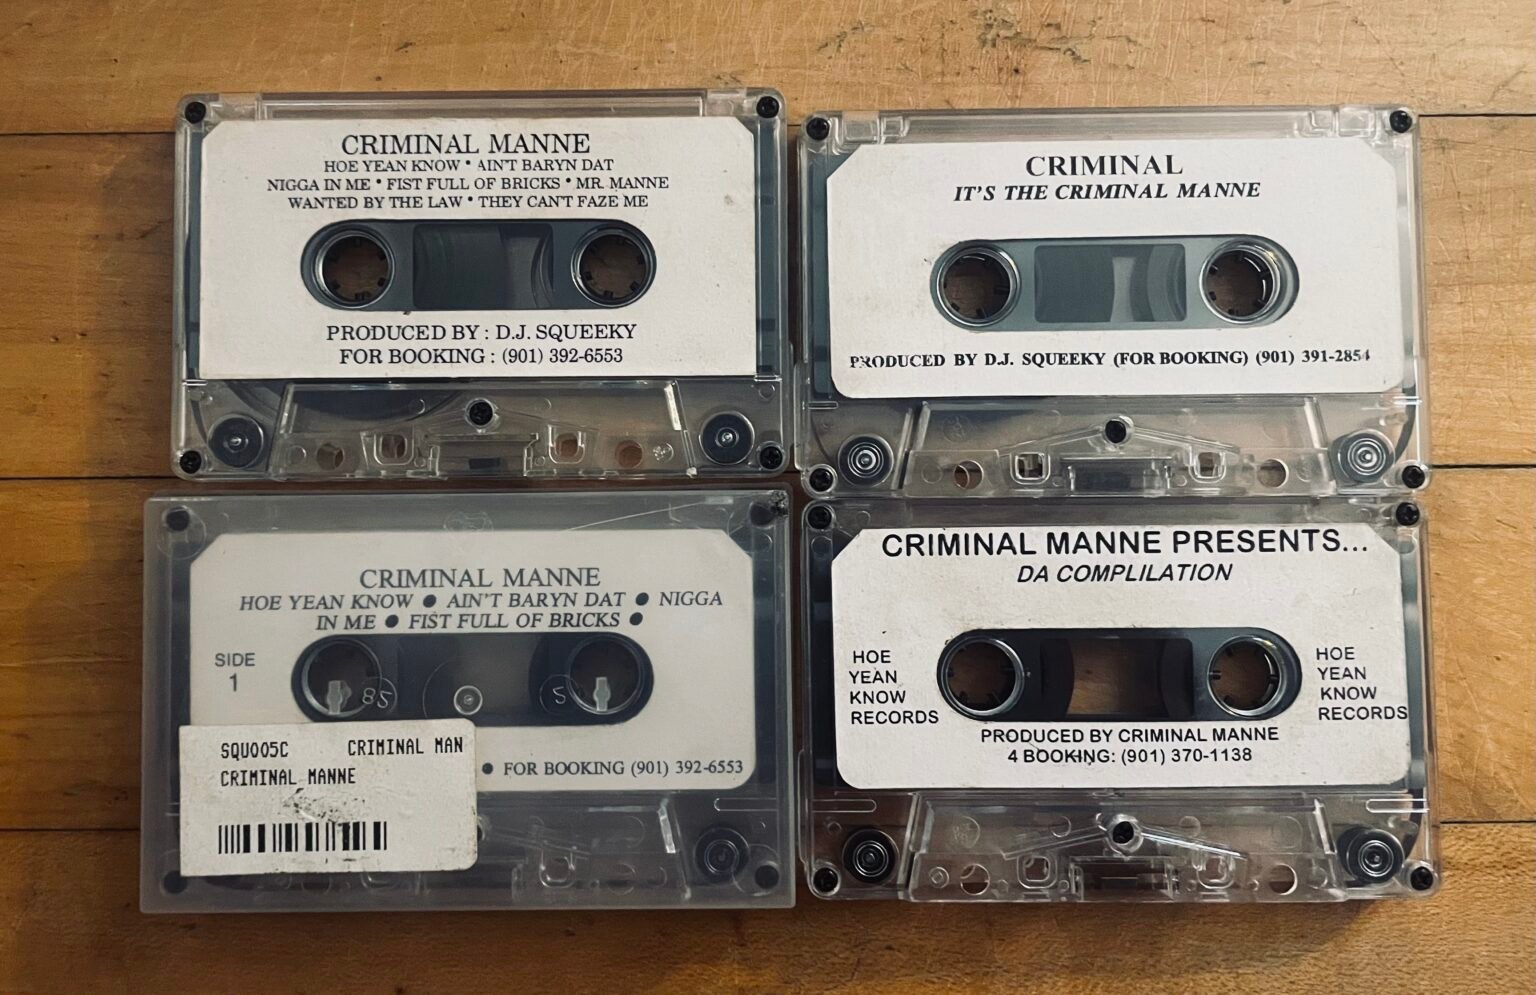 CRIMINAL MANNE
HOE YEAN KNOW • AIN'T BARYN DAT
NIGGA IN ME • FIST FULL OF BRICKS • MR. MANNE
WANTED BY THE LAW • THEY CAN'T FAZE ME
PRODUCED BY : D.J. SQUEEKY
FOR BOOKING : (901) 392-6553
CRIMINAL
IT'S THE CRIMINAL MANNE
PRODUCED BY D.J. SQUEEKY (FOR BOOKING) (901) 391-2854
CRIMINAL MANNE
HOE YEAN KNOW ● AIN'T BARYN DAT ● NIGGA
IN ME ● FIST FULL OF BRICKS ●
SIDE
1
SQU005C CRIMINAL MAN
CRIMINAL MANNE
● FOR BOOKING (901) 392-6553
CRIMINAL MANNE PRESENTS...
DA COMPLILATION
HOE
YEAN
KNOW
RECORDS
HOE
YEAN
KNOW
RECORDS
PRODUCED BY CRIMINAL MANNE
4 BOOKING: (901) 370-1138